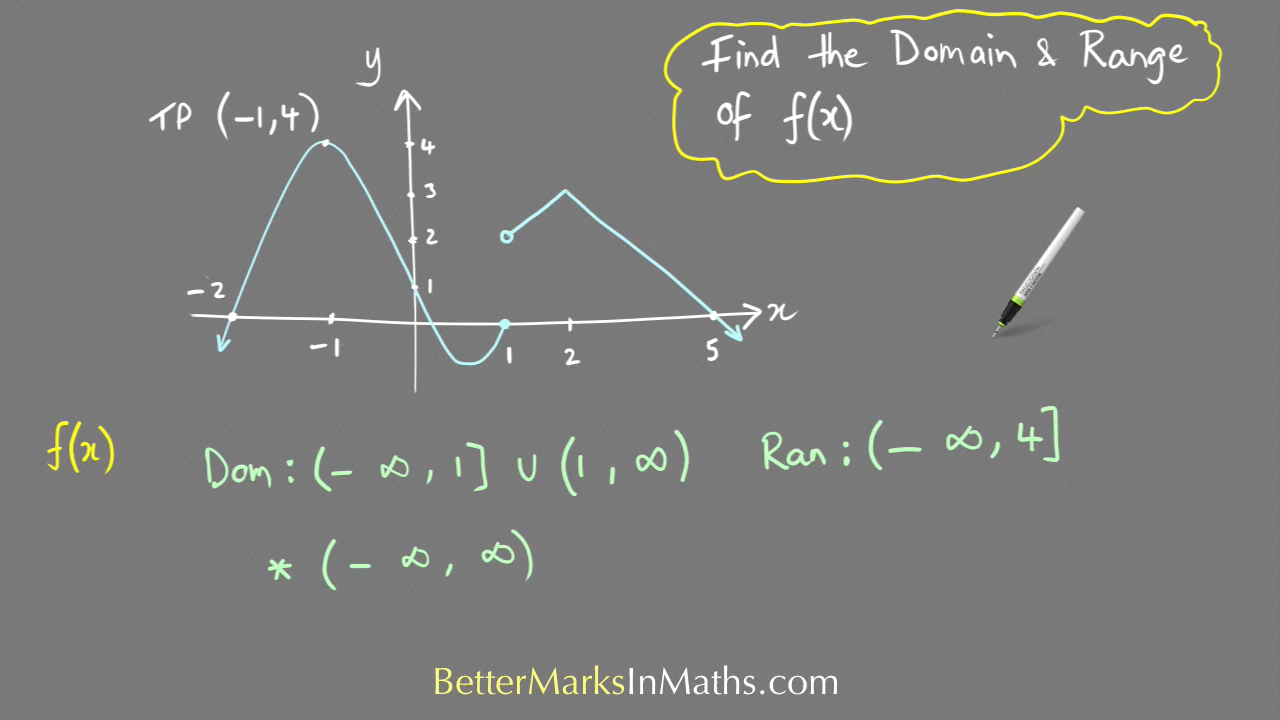 Find the Domain & Range
of f(x)
y
TP (-1,4)
4
3
2
1
-2
x
-1
1
2
5
f(x)
Dom: (- ∞, 1] ∪ (1, ∞) Ran: (- ∞, 4]
* (- ∞, ∞)
BetterMarksInMaths.com